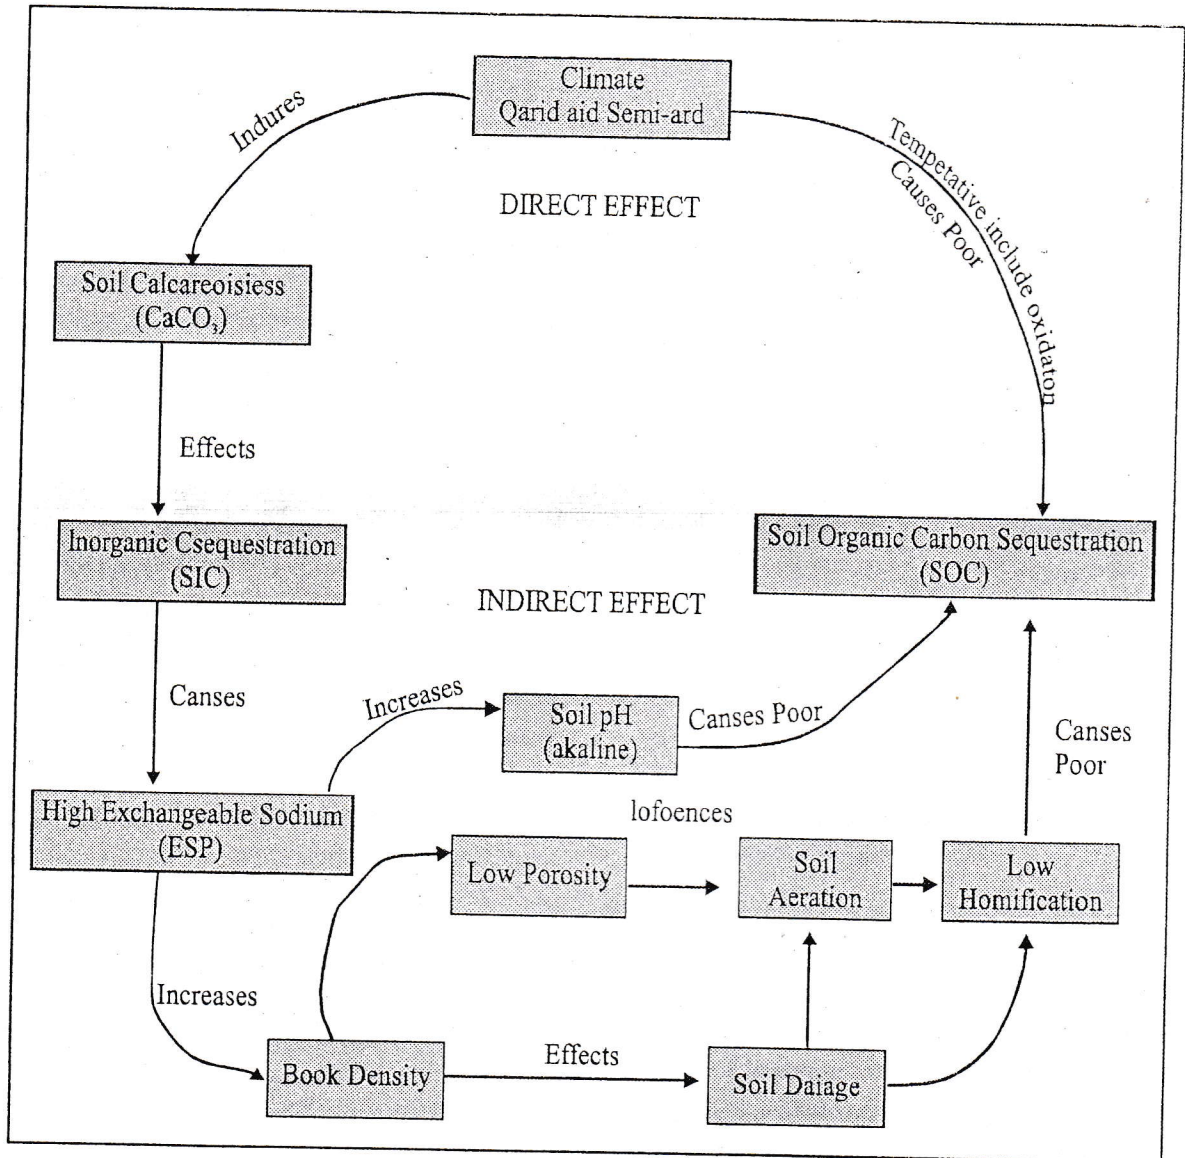 Climate
Qarid aid Semi-ard
Indures
Tempetative include oxidaton
Causes Poor
DIRECT EFFECT
Soil Calcareoisiess
(CaCO₃)
Effects
Inorganic Csequestration
(SIC)
Soil Organic Carbon Sequestration
(SOC)
INDIRECT EFFECT
Canses
Increases
Soil pH
(akaline)
Canses Poor
Canses
Poor
High Exchangeable Sodium
(ESP)
lofoences
Low Porosity
Soil
Aeration
Low
Homification
Increases
Book Density
Effects
Soil Daiage